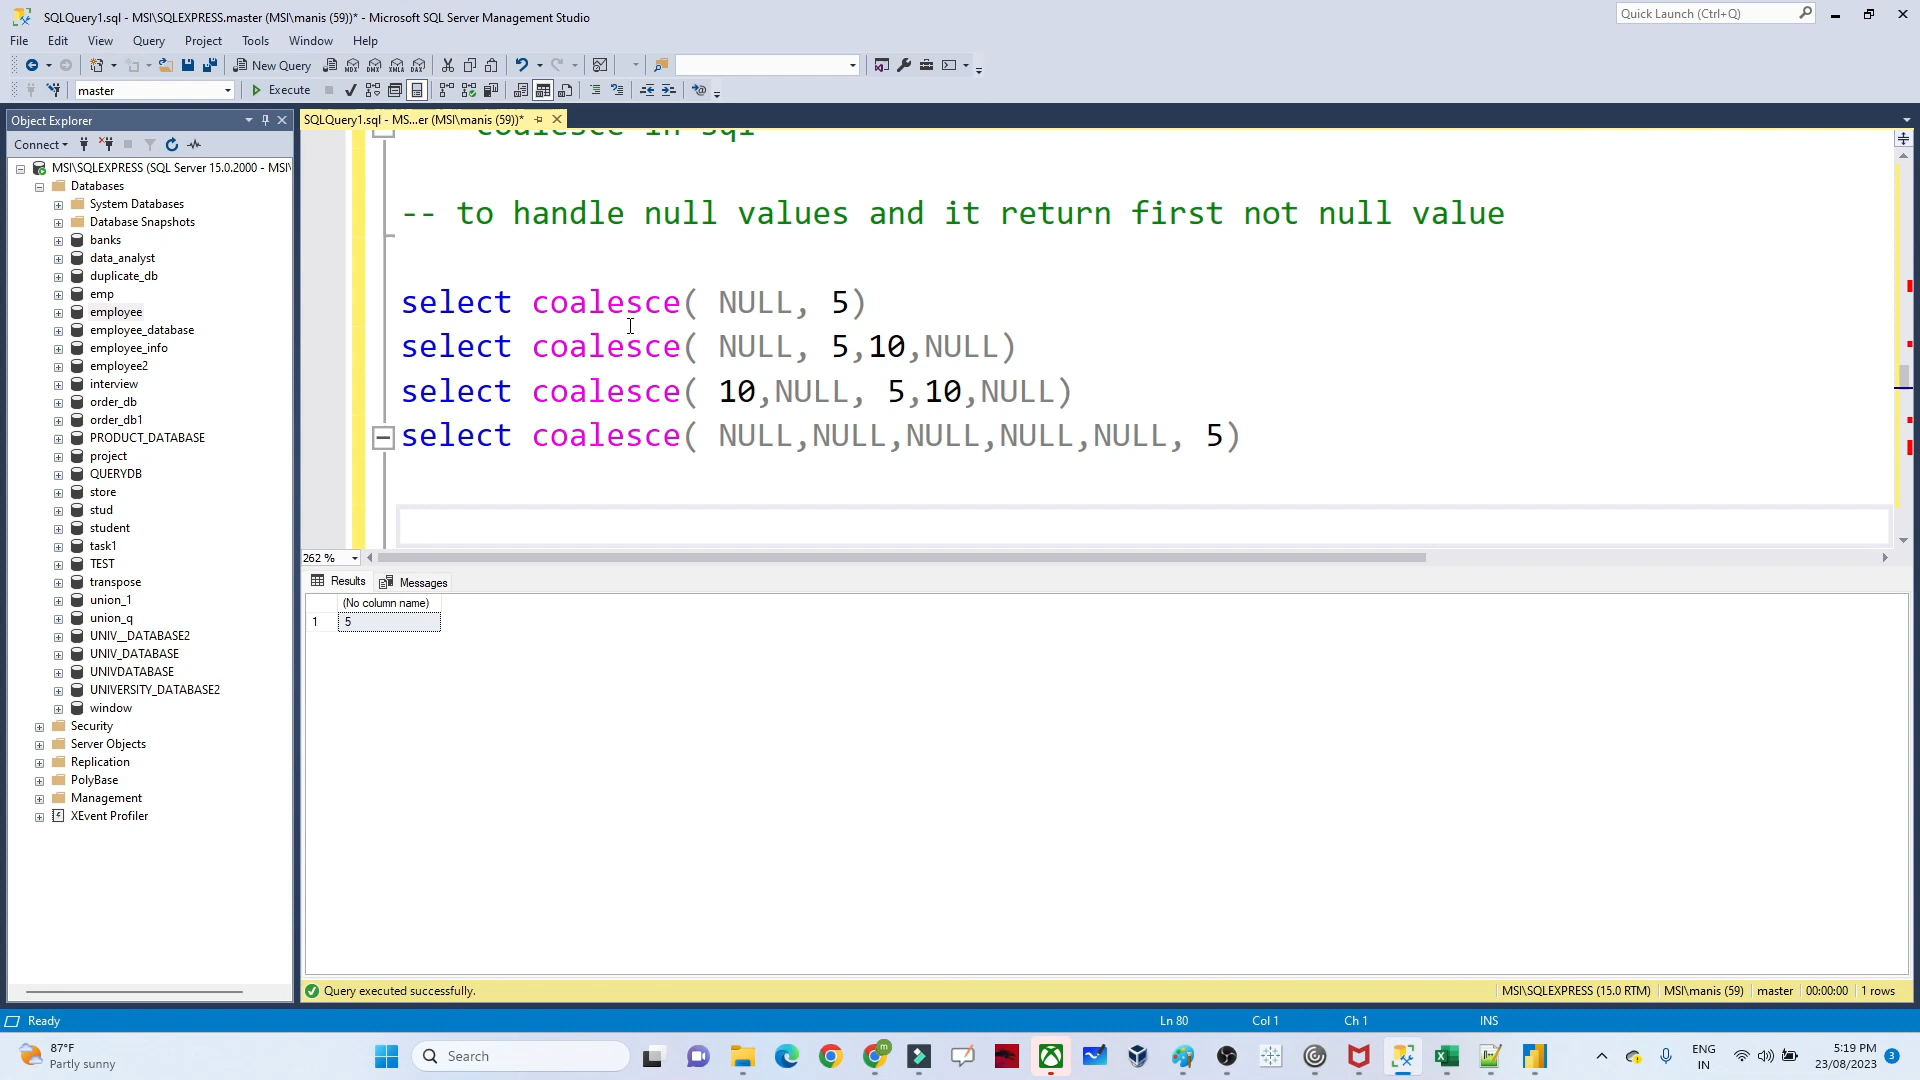 SQLQuery1.sql - MSI\SQLEXPRESS.master (MSI\manis (59))* - Microsoft SQL Server Management Studio
Quick Launch (Ctrl+Q)
File Edit View Query Project Tools Window Help
New Query
MDX DMX XMLA DAX
master
Execute
Object Explorer
SQLQuery1.sql - MS...er (MSI\manis (59))*
Connect
MSI\SQLEXPRESS (SQL Server 15.0.2000 - MSI\
Databases
System Databases
Database Snapshots
banks
data_analyst
duplicate_db
emp
employee
employee_database
employee_info
employee2
interview
order_db
order_db1
PRODUCT_DATABASE
project
QUERYDB
store
stud
student
task1
TEST
transpose
union_1
union_q
UNIV__DATABASE2
UNIV_DATABASE
UNIVDATABASE
UNIVERSITY_DATABASE2
window
Security
Server Objects
Replication
PolyBase
Management
XEvent Profiler
coalesce in sql
-- to handle null values and it return first not null value
select coalesce( NULL, 5)
select coalesce( NULL, 5,10,NULL)
select coalesce( 10,NULL, 5,10,NULL)
select coalesce( NULL,NULL,NULL,NULL,NULL, 5)
262 %
Results Messages
(No column name)
1 5
Query executed successfully.
MSI\SQLEXPRESS (15.0 RTM) MSI\manis (59) master 00:00:00 1 rows
Ready
Ln 80 Col 1 Ch 1 INS
87°F
Partly sunny
Search
m
ENG
IN
5:19 PM
23/08/2023
3